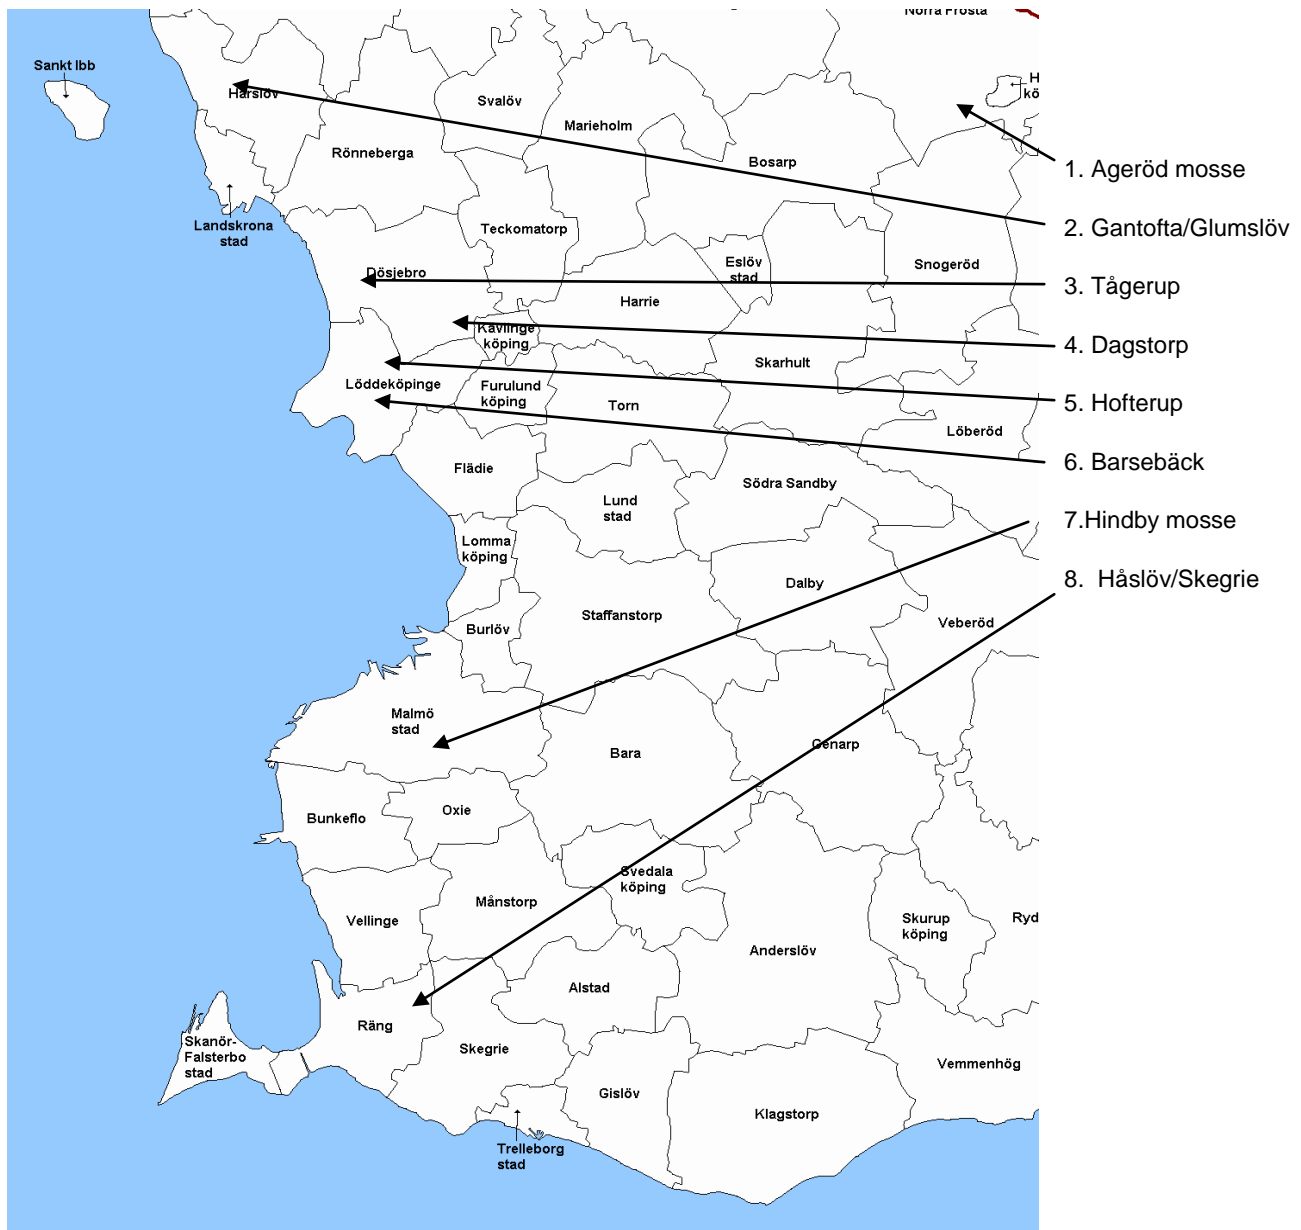 Norra Frosta
Sankt Ibb
H
kö
Härslöv
Svalöv
Marieholm
Rönneberga
Bosarp
1. Ageröd mosse
Landskrona
stad
Teckomatorp
2. Gantofta/Glumslöv
Eslöv
stad
Snogeröd
Dösjebro
3. Tågerup
Harrie
Kävlinge
köping
4. Dagstorp
Skarhult
Löddeköpinge
Furulund
köping
Torn
5. Hofterup
Löberöd
6. Barsebäck
Flädie
Södra Sandby
Lund
stad
7.Hindby mosse
Lomma
köping
Dalby
8. Håslöv/Skegrie
Staffanstorp
Burlöv
Veberöd
Malmö
stad
Bara
Genarp
Bunkeflo
Oxie
Svedala
köping
Månstorp
Vellinge
Skurup
köping
Ryd
Anderslöv
Alstad
Räng
Skegrie
Skanör-
Falsterbo
stad
Vemmenhög
Gislöv
Klagstorp
Trelleborg
stad